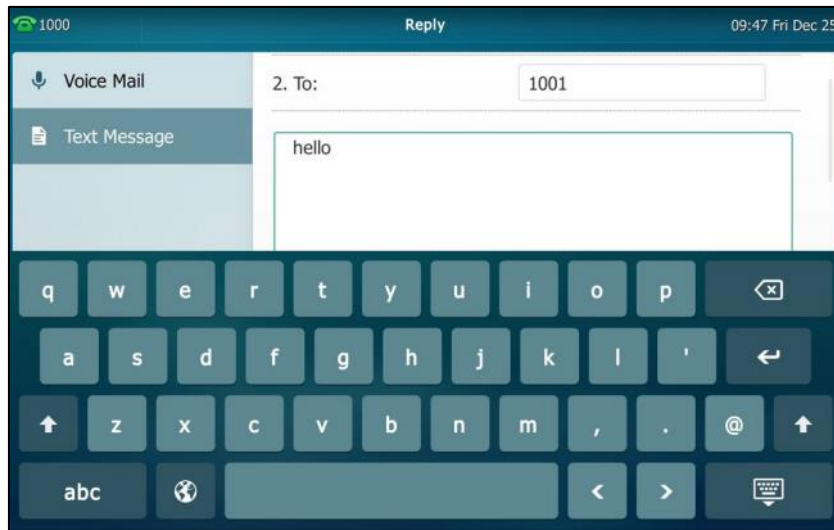 1000 Reply 09:47 Fri Dec 25
Voice Mail
2. To: 1001
Text Message
hello
q w e r t y u i o p
a s d f g h j k l '
z x c v b n m , . @
abc < >